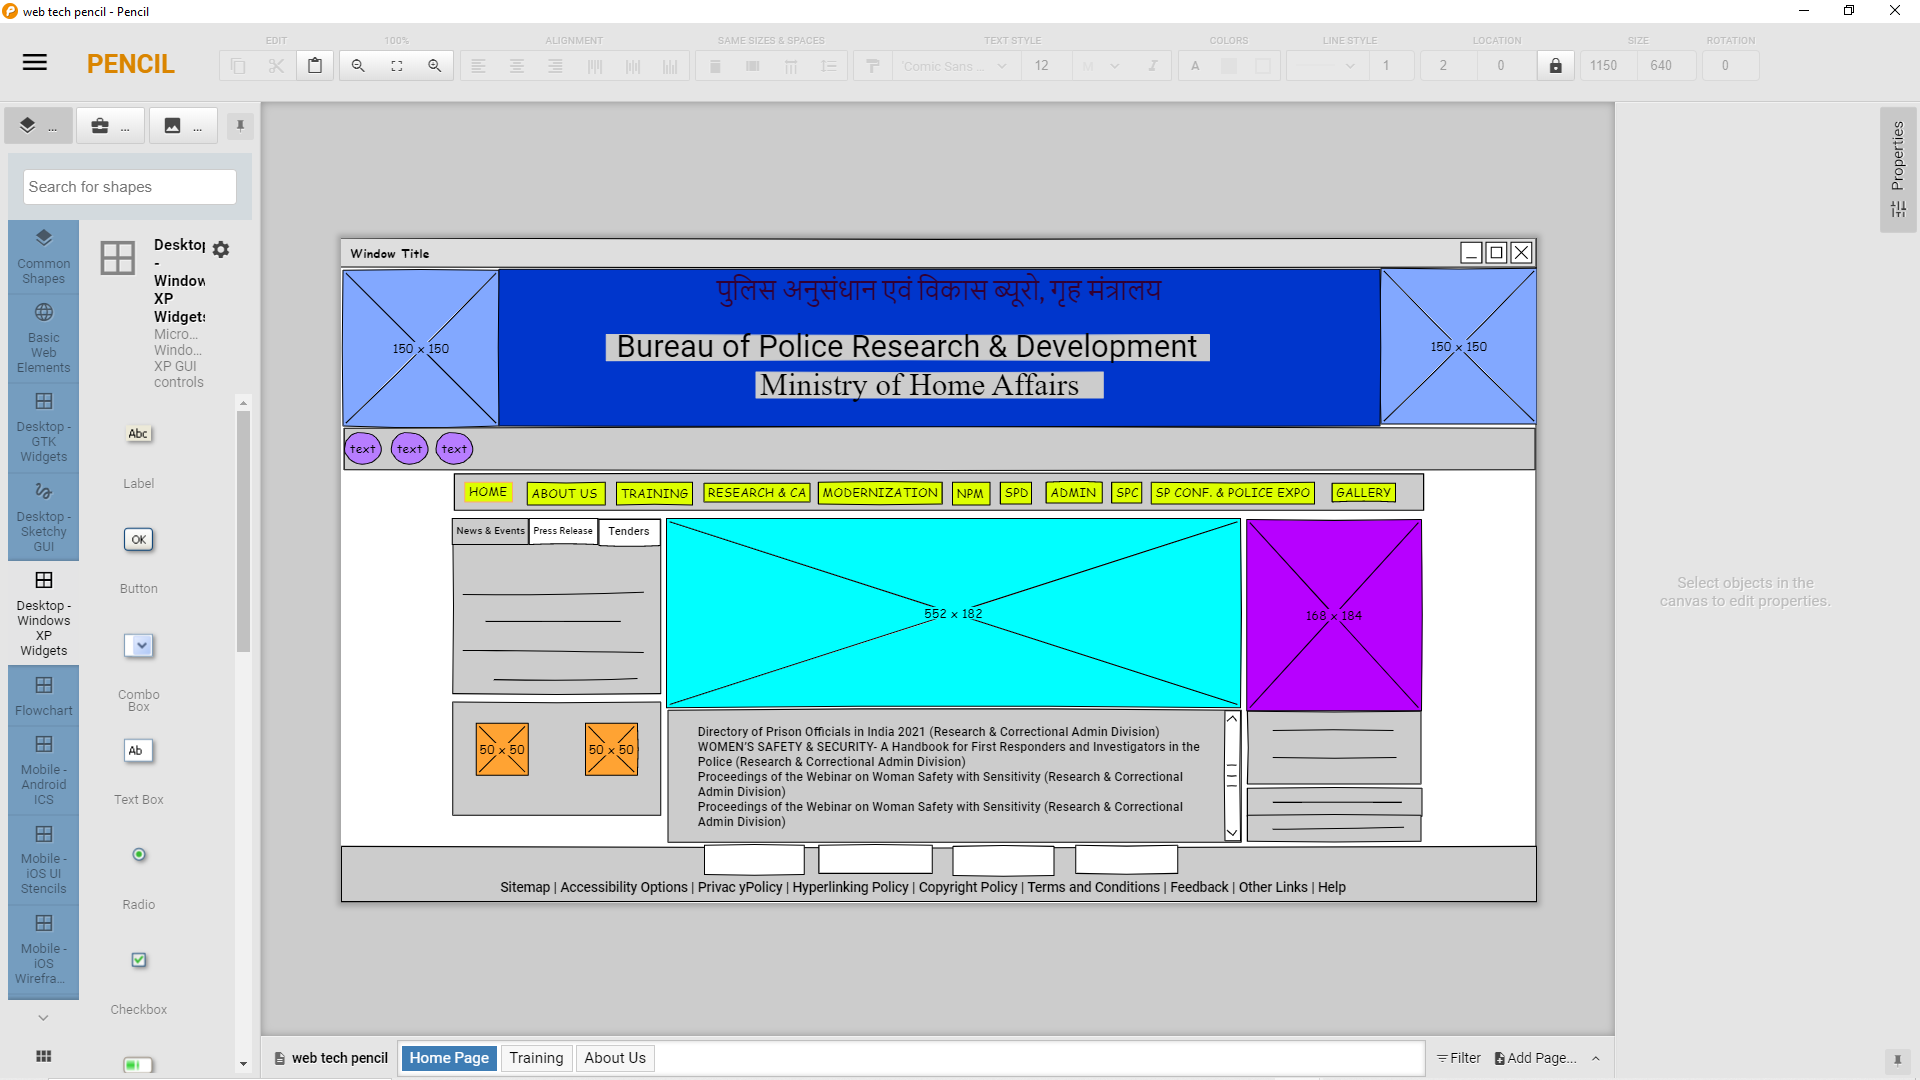 web tech pencil - Pencil
PENCIL
EDIT
100%
ALIGNMENT
SAME SIZES & SPACES
TEXT STYLE
COLORS
LINE STYLE
LOCATION
SIZE
ROTATION
'Comic Sans ...
12
M
I
A
1
2
0
1150
640
0
...
...
...
Search for shapes
Common Shapes
Basic Web Elements
Desktop - GTK Widgets
Desktop - Sketchy GUI
Desktop - Windows XP Widgets
Flowchart
Mobile - Android ICS
Mobile - iOS UI Stencils
Mobile - iOS Wirefra...
Desktop
-
Window
XP
Widgets
Micro...
Windo...
XP GUI
controls
Abc
Label
OK
Button
Combo Box
Ab
Text Box
Radio
Checkbox
Window Title
पुलिस अनुसंधान एवं विकास ब्यूरो, गृह मंत्रालय
150 x 150
Bureau of Police Research & Development
150 x 150
Ministry of Home Affairs
text text text
HOME ABOUT US TRAINING RESEARCH & CA MODERNIZATION NPM SPD ADMIN SPC SP CONF. & POLICE EXPO GALLERY
News & Events Press Release Tenders
552 x 182
168 x 184
50 x 50 50 x 50
Directory of Prison Officials in India 2021 (Research & Correctional Admin Division)
WOMEN'S SAFETY & SECURITY- A Handbook for First Responders and Investigators in the
Police (Research & Correctional Admin Division)
Proceedings of the Webinar on Woman Safety with Sensitivity (Research & Correctional
Admin Division)
Proceedings of the Webinar on Woman Safety with Sensitivity (Research & Correctional
Admin Division)
Sitemap | Accessibility Options | Privac yPolicy | Hyperlinking Policy | Copyright Policy | Terms and Conditions | Feedback | Other Links | Help
Properties
Select objects in the
canvas to edit properties.
web tech pencil
Home Page
Training
About Us
Filter
Add Page...